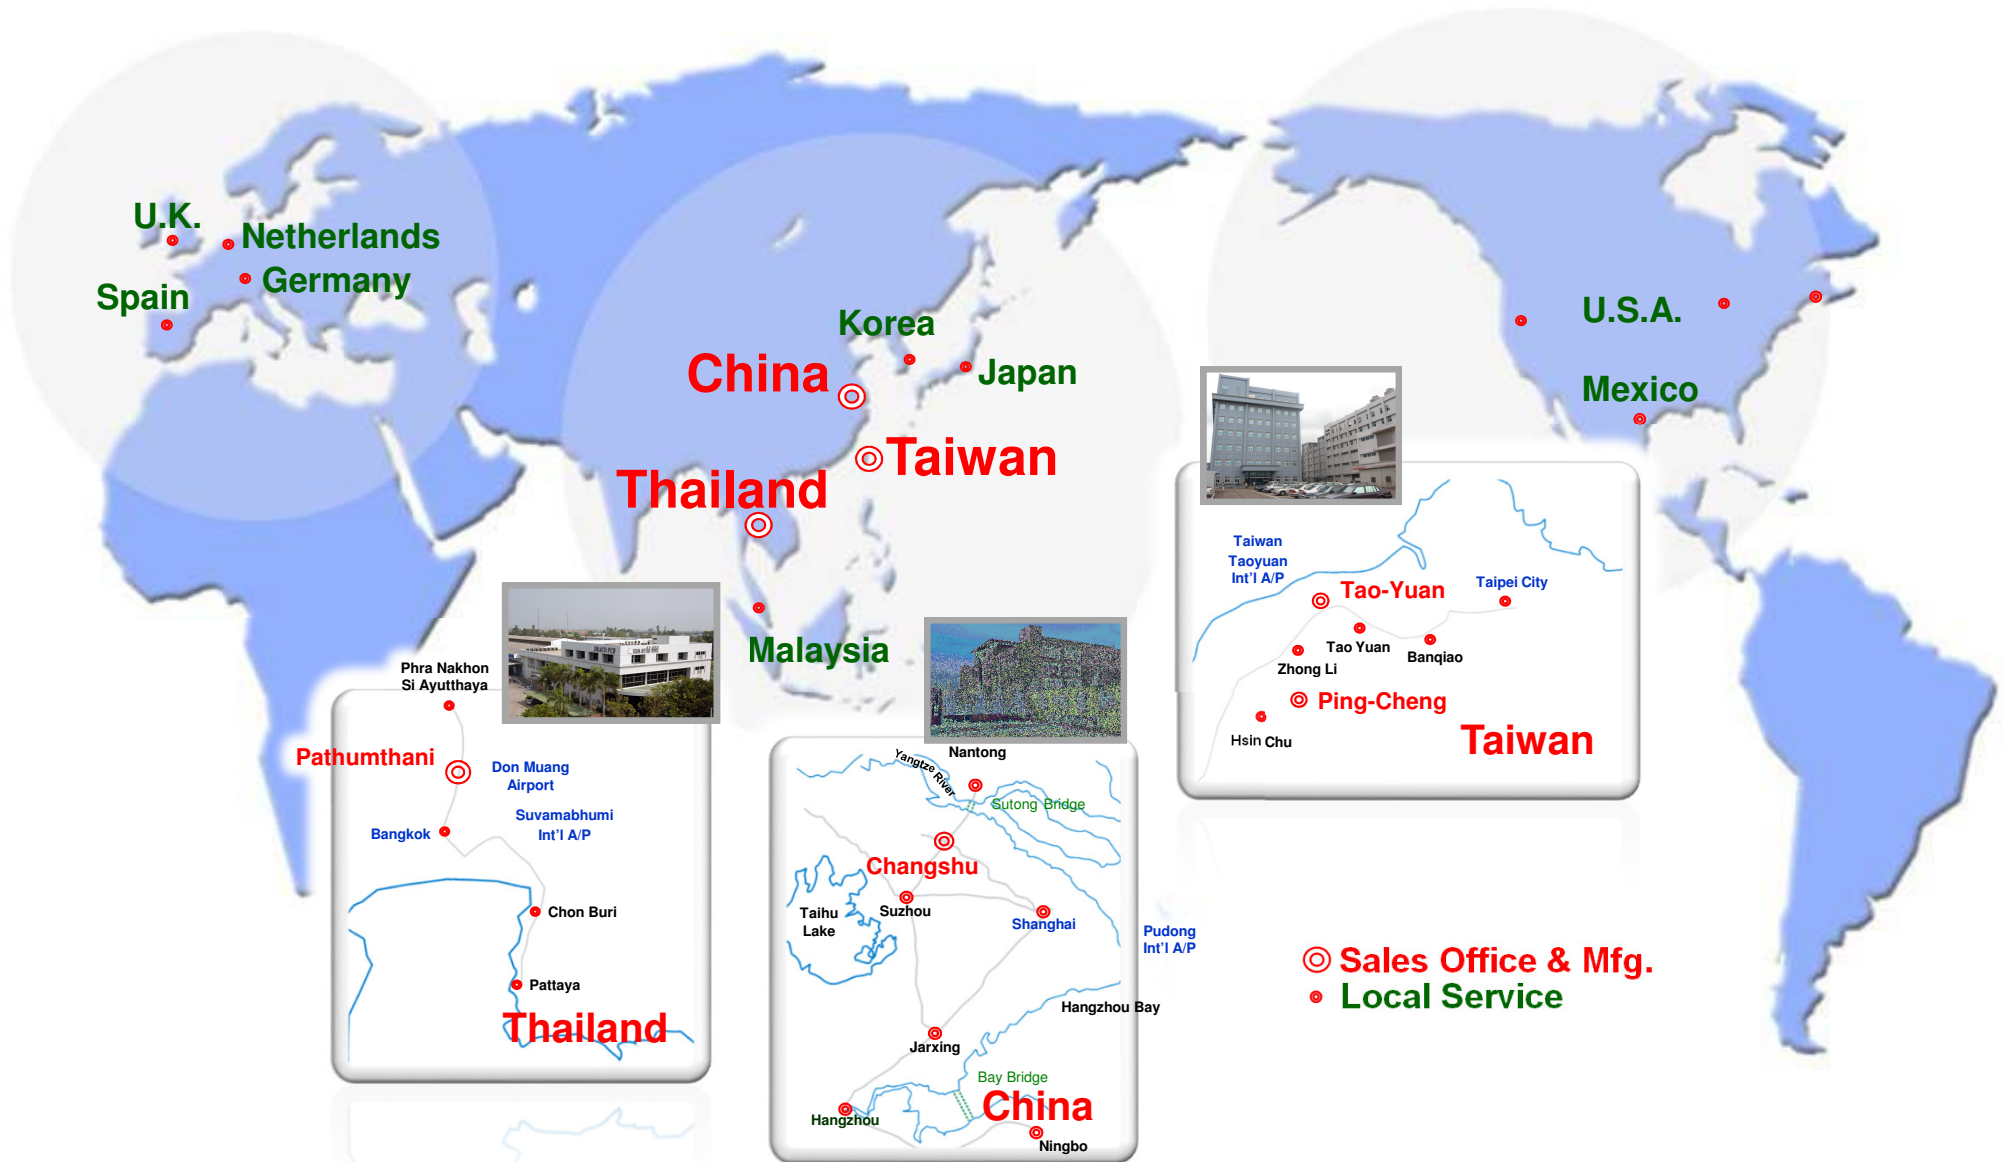 U.K.
Netherlands
Germany
Spain
Korea
China
Japan
Taiwan
Thailand
Malaysia
U.S.A.
Mexico
Phra Nakhon
Si Ayutthaya
Pathumthani
Don Muang
Airport
Suvamabhumi
Int'l A/P
Bangkok
Chon Buri
Pattaya
Thailand
Nantong
Yangtze River
Sutong Bridge
Changshu
Suzhou
Taihu
Lake
Shanghai
Pudong
Int'l A/P
Hangzhou Bay
Jarxing
Bay Bridge
China
Hangzhou
Ningbo
Taiwan
Taoyuan
Int'l A/P
Tao-Yuan
Taipei City
Tao Yuan
Banqiao
Zhong Li
Ping-Cheng
Hsin Chu
Taiwan
Sales Office & Mfg.
Local Service